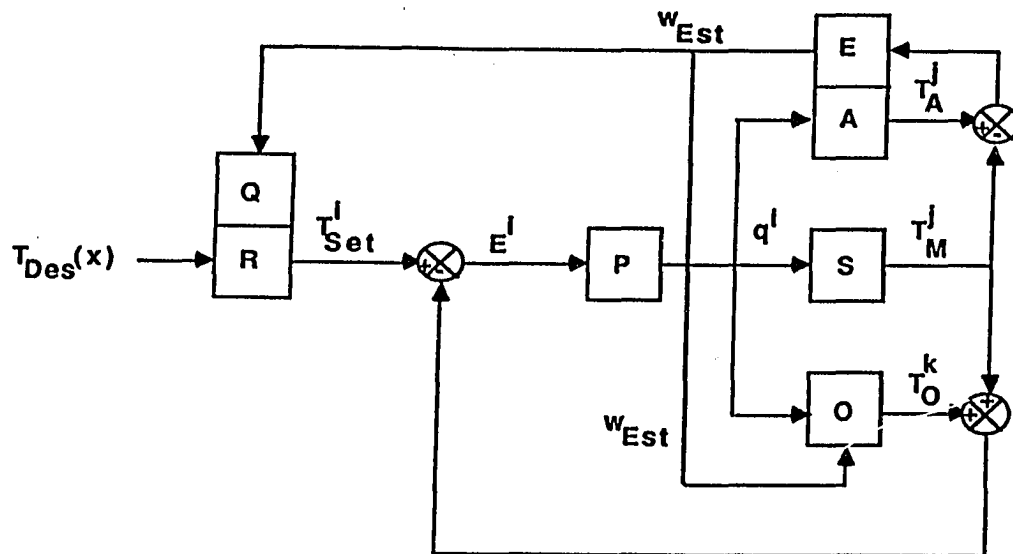 w_Est
E
T_A^j
A
+
-
Q
T_Des(x)
R
T_Set^i
+
-
E^i
P
q^i
S
T_M^j
w_Est
O
T_O^k
+
+